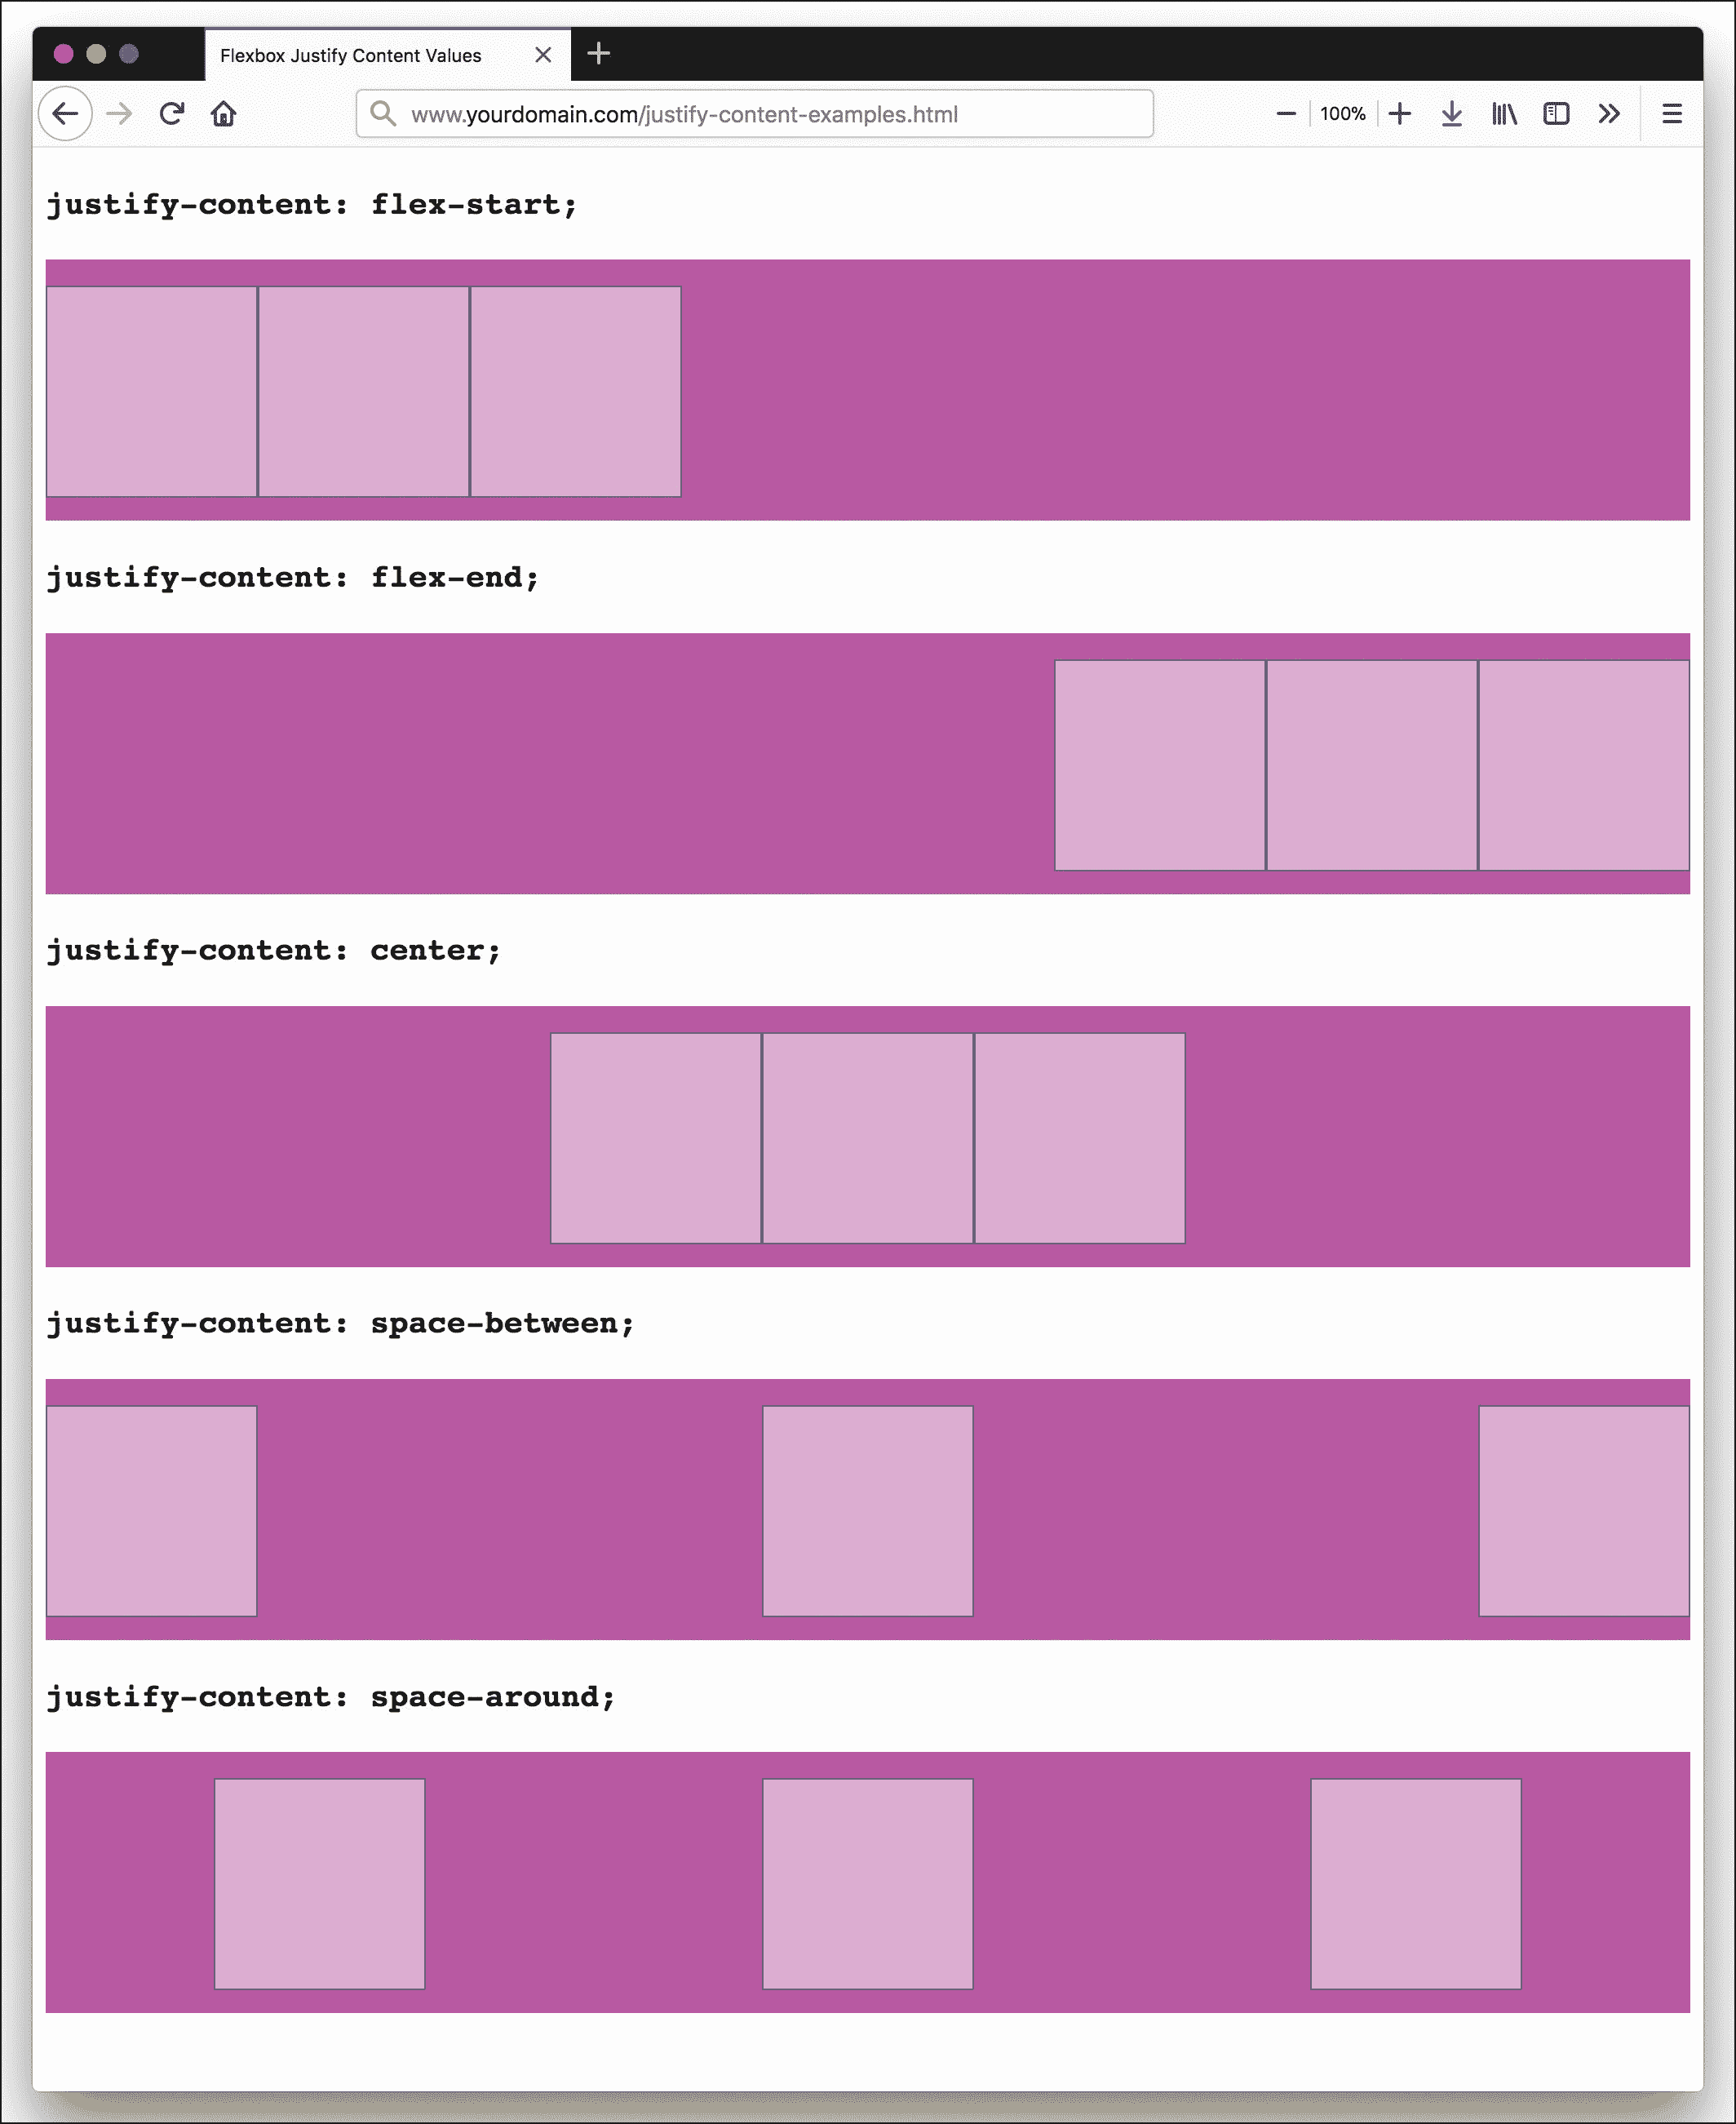 Flexbox Justify Content Values
www.yourdomain.com/justify-content-examples.html
100%
justify-content: flex-start;
justify-content: flex-end;
justify-content: center;
justify-content: space-between;
justify-content: space-around;